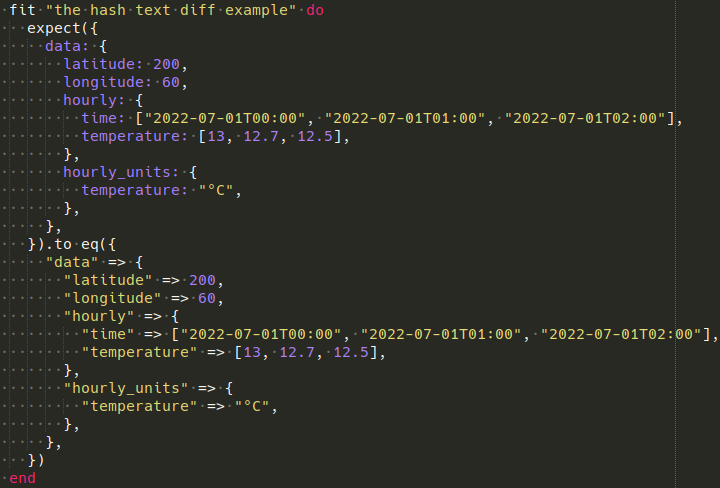 fit "the hash text diff example" do
  expect({
    data: {
      latitude: 200,
      longitude: 60,
      hourly: {
        time: ["2022-07-01T00:00", "2022-07-01T01:00", "2022-07-01T02:00"],
        temperature: [13, 12.7, 12.5],
      },
      hourly_units: {
        temperature: "°C",
      },
    },
  }).to eq({
    "data" => {
      "latitude" => 200,
      "longitude" => 60,
      "hourly" => {
        "time" => ["2022-07-01T00:00", "2022-07-01T01:00", "2022-07-01T02:00"],
        "temperature" => [13, 12.7, 12.5],
      },
      "hourly_units" => {
        "temperature" => "°C",
      },
    },
  })
end